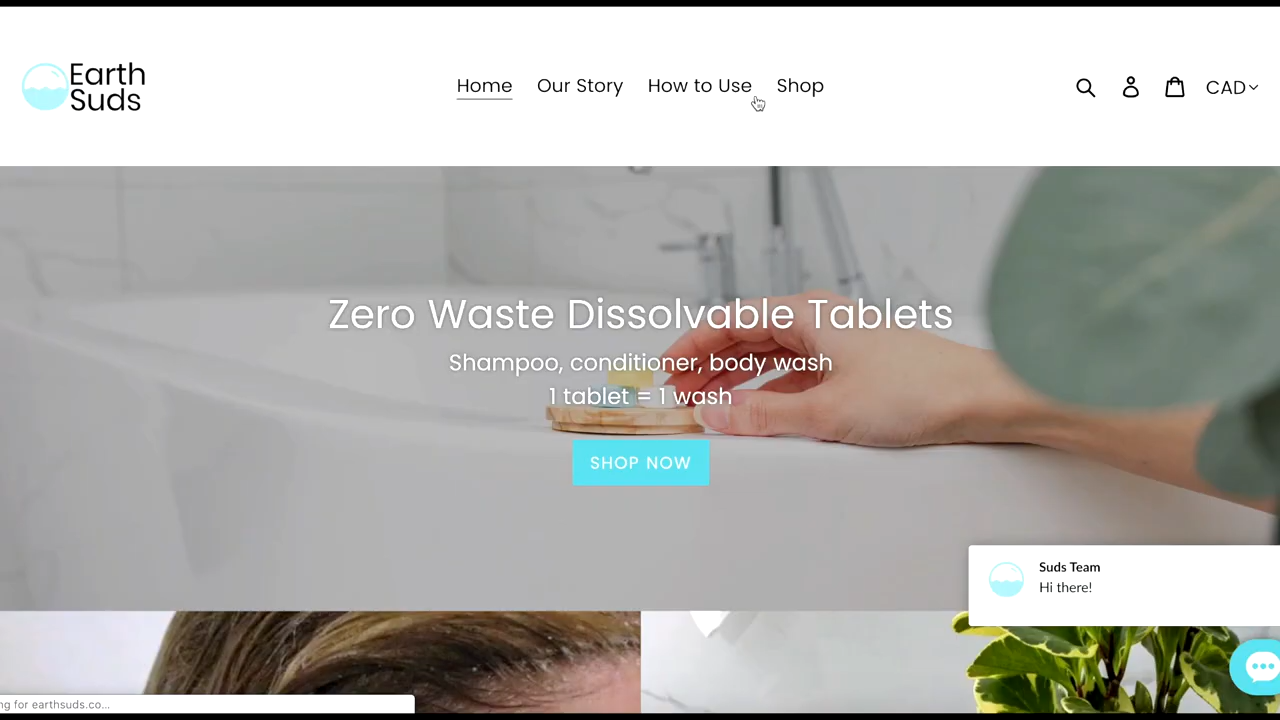 Earth
Suds
Home
Our Story
How to Use
Shop
CAD
Zero Waste Dissolvable Tablets
Shampoo, conditioner, body wash
1 tablet = 1 wash
SHOP NOW
Suds Team
Hi there!
ng for earthsuds.co...